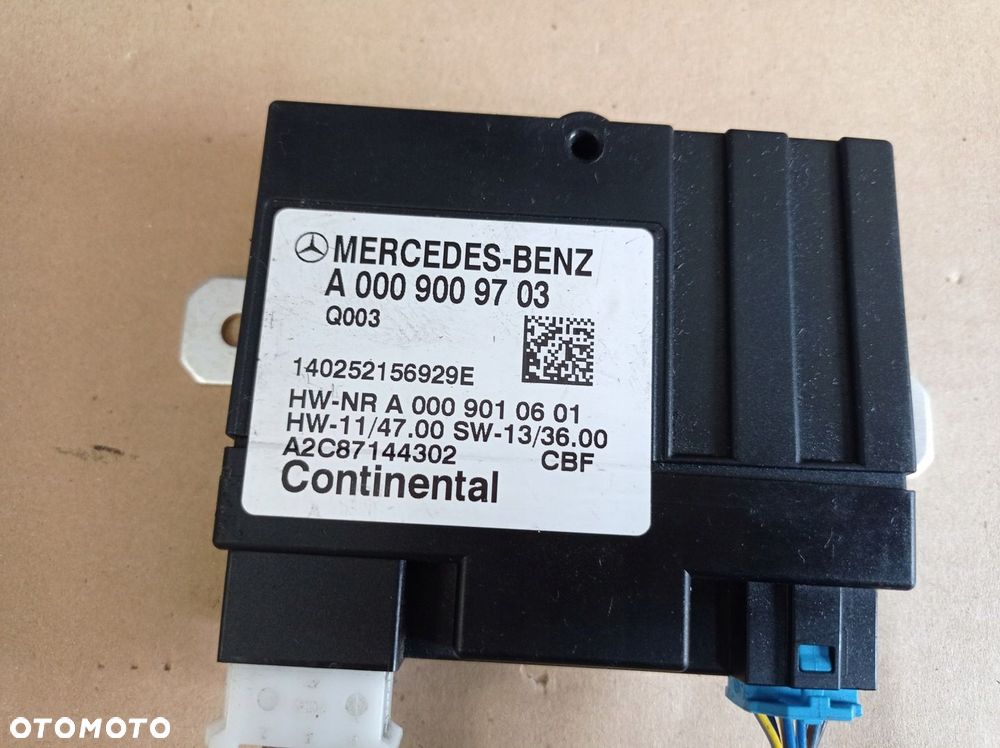 MERCEDES-BENZ
A 000 900 97 03
Q003
140252156929E
HW-NR A 000 901 06 01
HW-11/47.00 SW-13/36.00
A2C87144302 CBF
Continental
OTOMOTO